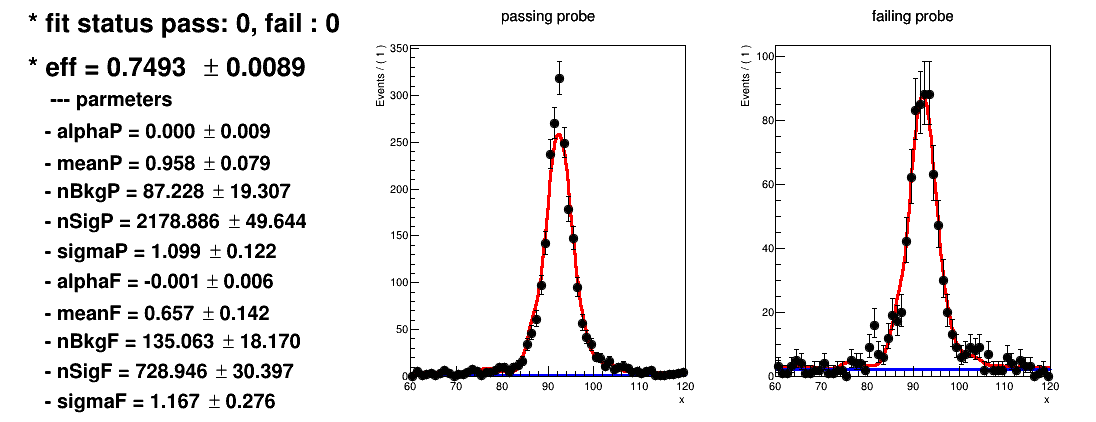 * fit status pass: 0, fail : 0
* eff = 0.7493 ± 0.0089
--- parmeters
- alphaP = 0.000 ± 0.009
- meanP = 0.958 ± 0.079
- nBkgP = 87.228 ± 19.307
- nSigP = 2178.886 ± 49.644
- sigmaP = 1.099 ± 0.122
- alphaF = -0.001 ± 0.006
- meanF = 0.657 ± 0.142
- nBkgF = 135.063 ± 18.170
- nSigF = 728.946 ± 30.397
- sigmaF = 1.167 ± 0.276
passing probe
Events / ( 1 )
350
300
250
200
150
100
50
0
60 70 80 90 100 110 120
x
failing probe
Events / ( 1 )
100
80
60
40
20
0
60 70 80 90 100 110 120
x